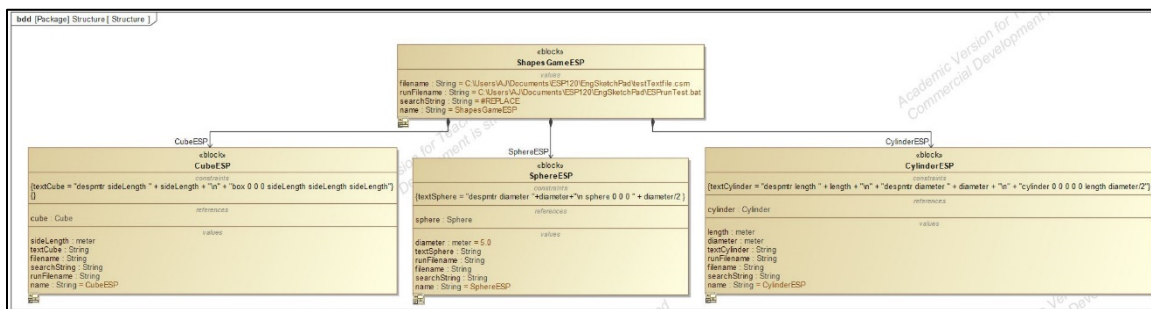 bdd [Package] Structure [ Structure ]
«block»
ShapesGameESP
values
filename : String = C:\Users\AJ\Documents\ESP120\EngSketchPad\testTextfile.csm
runFilename : String = C:\Users\AJ\Documents\ESP120\EngSketchPad\ESPrunTest.bat
searchString : String = #REPLACE
name : String = ShapesGameESP
CubeESP
SphereESP
CylinderESP
«block»
CubeESP
constraints
{textCube = "despmtr sideLength " + sideLength + "\n" + "box 0 0 0 sideLength sideLength sideLength"}
{}
references
cube : Cube
values
sideLength : meter
textCube : String
filename : String
searchString : String
runFilename : String
name : String = CubeESP
«block»
SphereESP
constraints
{textSphere = "despmtr diameter "+diameter+"\n sphere 0 0 0 " + diameter/2 }
references
sphere : Sphere
values
diameter : meter = 5.0
textSphere : String
runFilename : String
filename : String
searchString : String
name : String = SphereESP
«block»
CylinderESP
constraints
{textCylinder = "despmtr length " + length + "\n" + "despmtr diameter " + diameter + "\n" + "cylinder 0 0 0 0 0 length diameter/2"}
references
cylinder : Cylinder
values
length : meter
diameter : meter
textCylinder : String
runFilename : String
filename : String
searchString : String
name : String = CylinderESP
Academic Version for
Commercial Development is